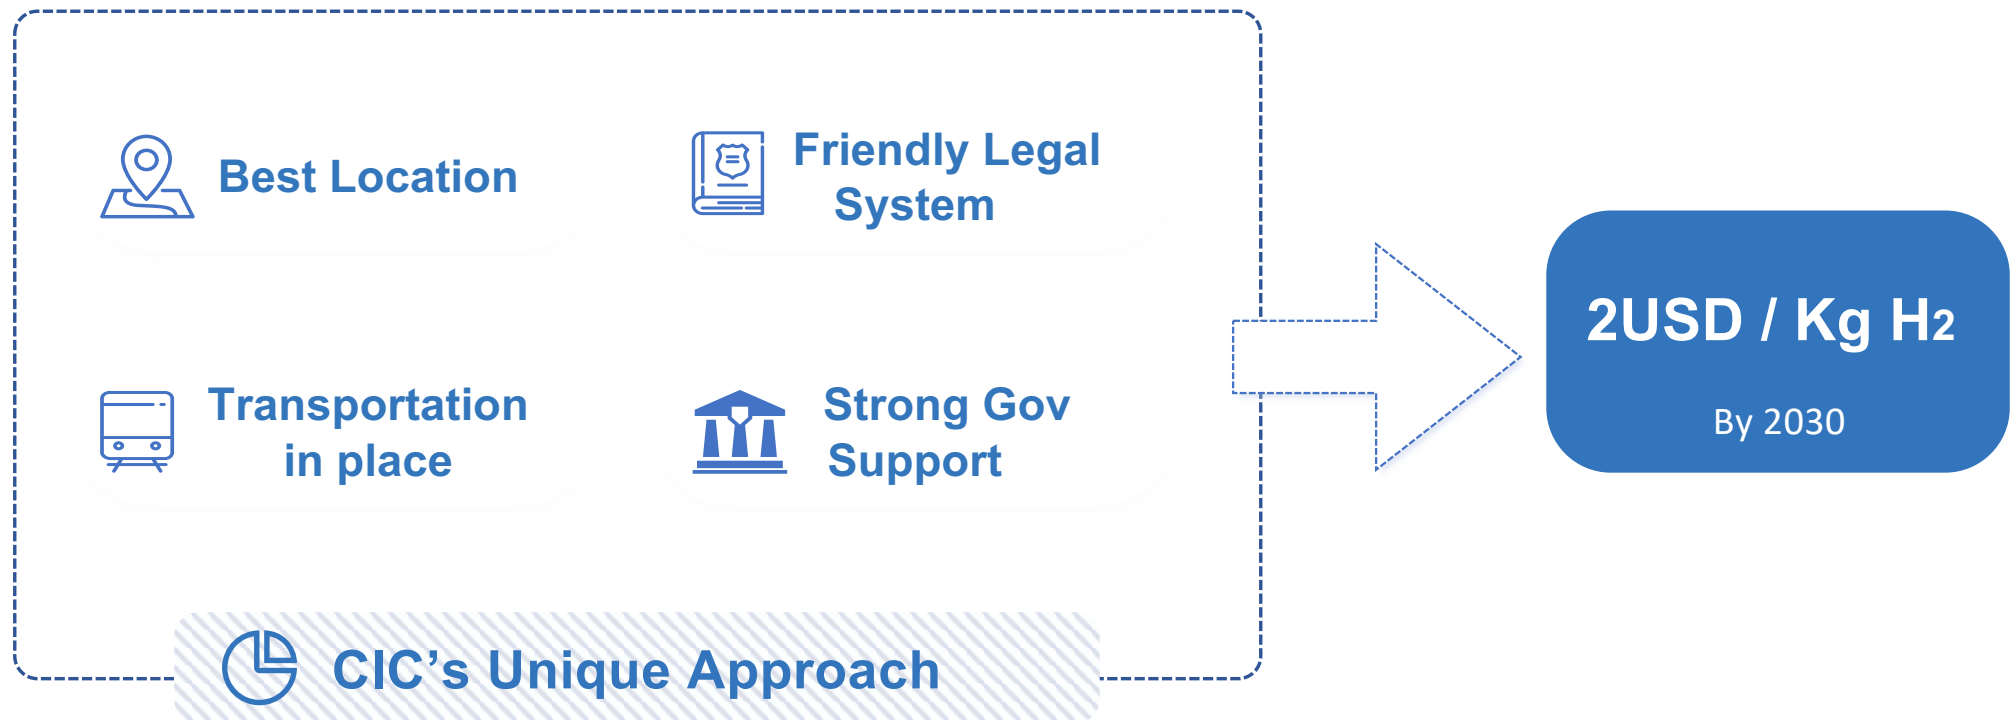 Best Location
Friendly Legal
System
Transportation
in place
Strong Gov
Support
2USD / Kg H2
By 2030
CIC’s Unique Approach